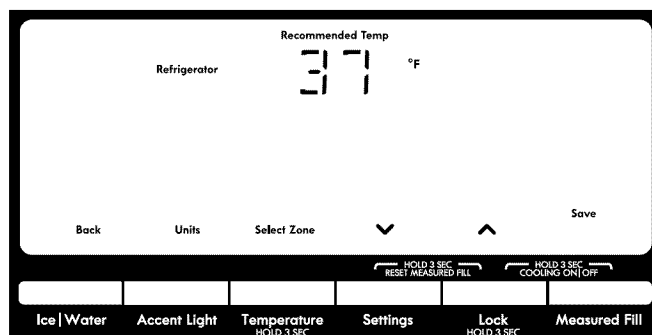 Recommended Temp
Refrigerator 37 °F
Save
Back Units Select Zone
HOLD 3 SEC HOLD 3 SEC
RESET MEASURED FILL COOLING ON|OFF
Ice|Water Accent Light Temperature Settings Lock Measured Fill
HOLD 3 SEC HOLD 3 SEC